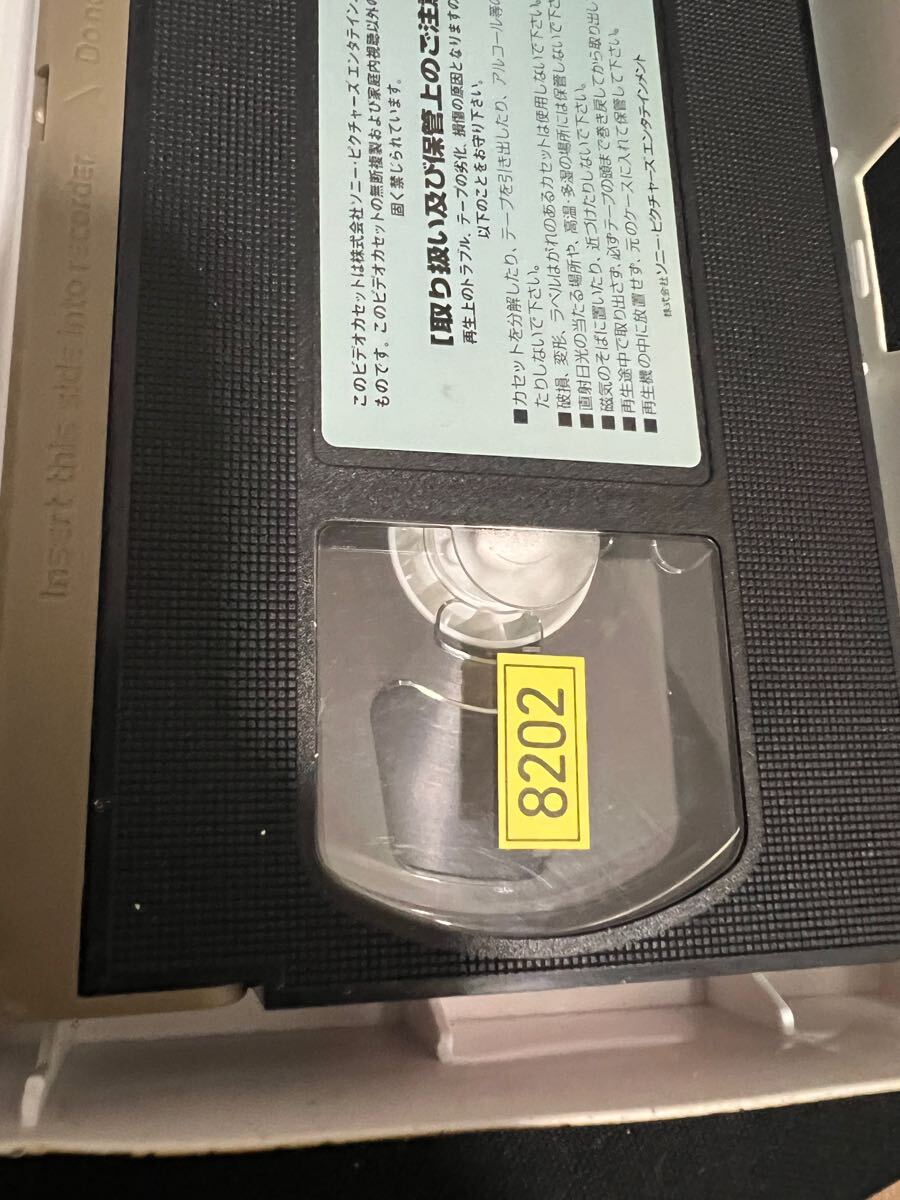 このビデオカセットは株式会社ソニー・ピクチャーズ エンタテイン
ものです。このビデオカセットの無断複製および家庭内視聴以外の
固く禁じられています。
【取り扱い及び保管上のご注意
再生上のトラブル、テープの劣化、損傷の原因となりますの
以下のことをお守り下さい。
■カセットを分解したり、テープを引き出したり、アルコール等の
たりしないで下さい。
■破損、変形、ラベルはがれのあるカセットは使用しないで下さい。
■直射日光の当たる場所や、高温・多湿の場所には保管しないで下さ
■磁気のそばに置いたり、近づけたりしないで下さい。
■再生途中で取り出さず、必ずテープの頭まで巻き戻してから取り出し
■再生機の中に放置せず、元のケースに入れて保管して下さい。
株式会社 ソニー・ピクチャーズ エンタテインメント
8202
Insert this side into recorder